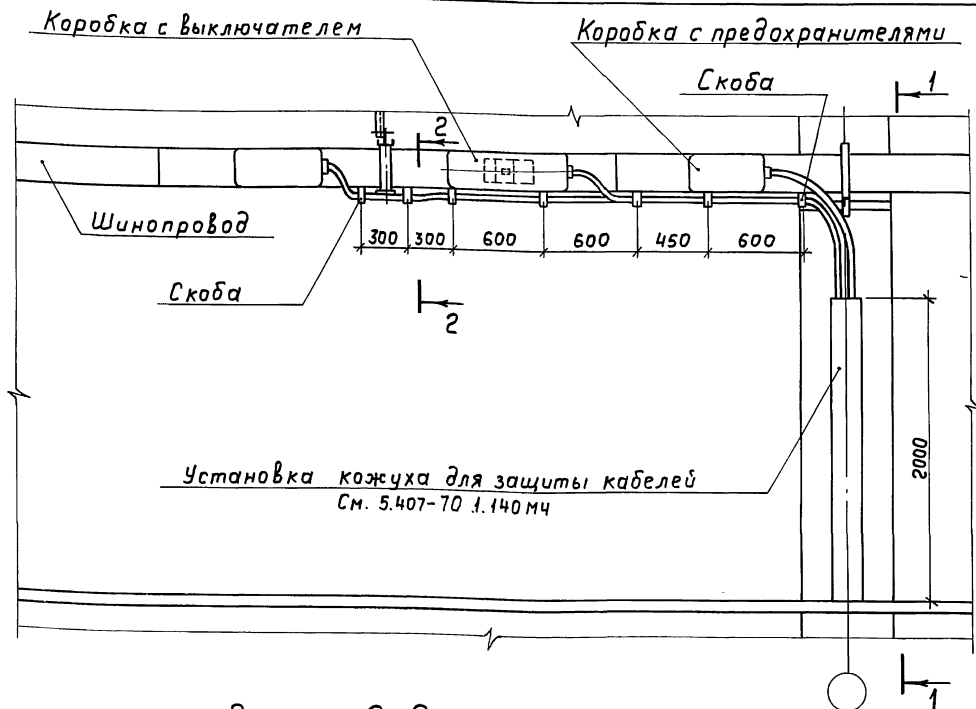 Коробка с выключателем
Коробка с предохранителями
Скоба
1
2
Шинопровод
300 300 600 600 450 600
Скоба
2
2000
Установка кожуха для защиты кабелей
См. 5.407-70 .1.140 МЧ
1